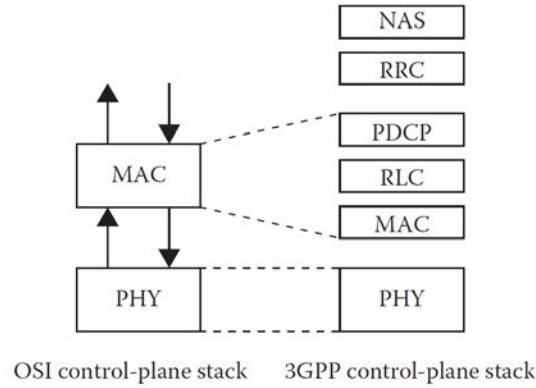 NAS
RRC
PDCP
MAC
RLC
MAC
PHY
PHY
OSI control-plane stack
3GPP control-plane stack